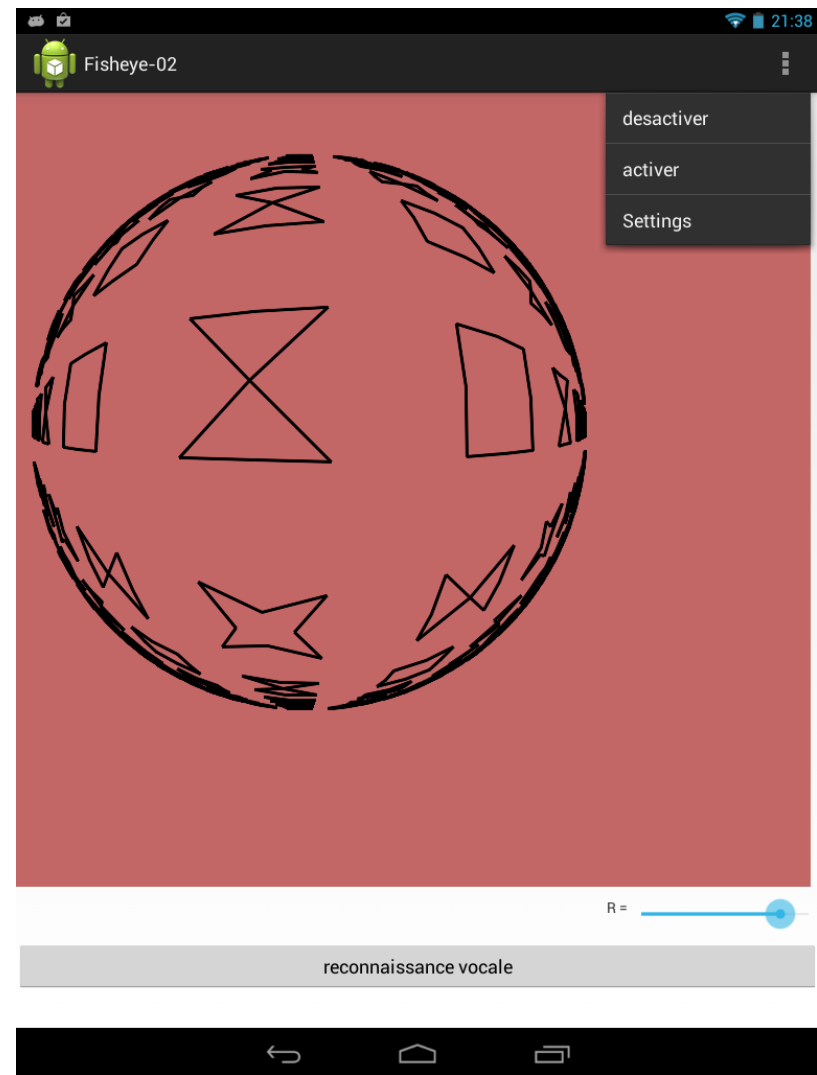 21:38
Fisheye-02
desactiver
activer
Settings
R =
reconnaissance vocale